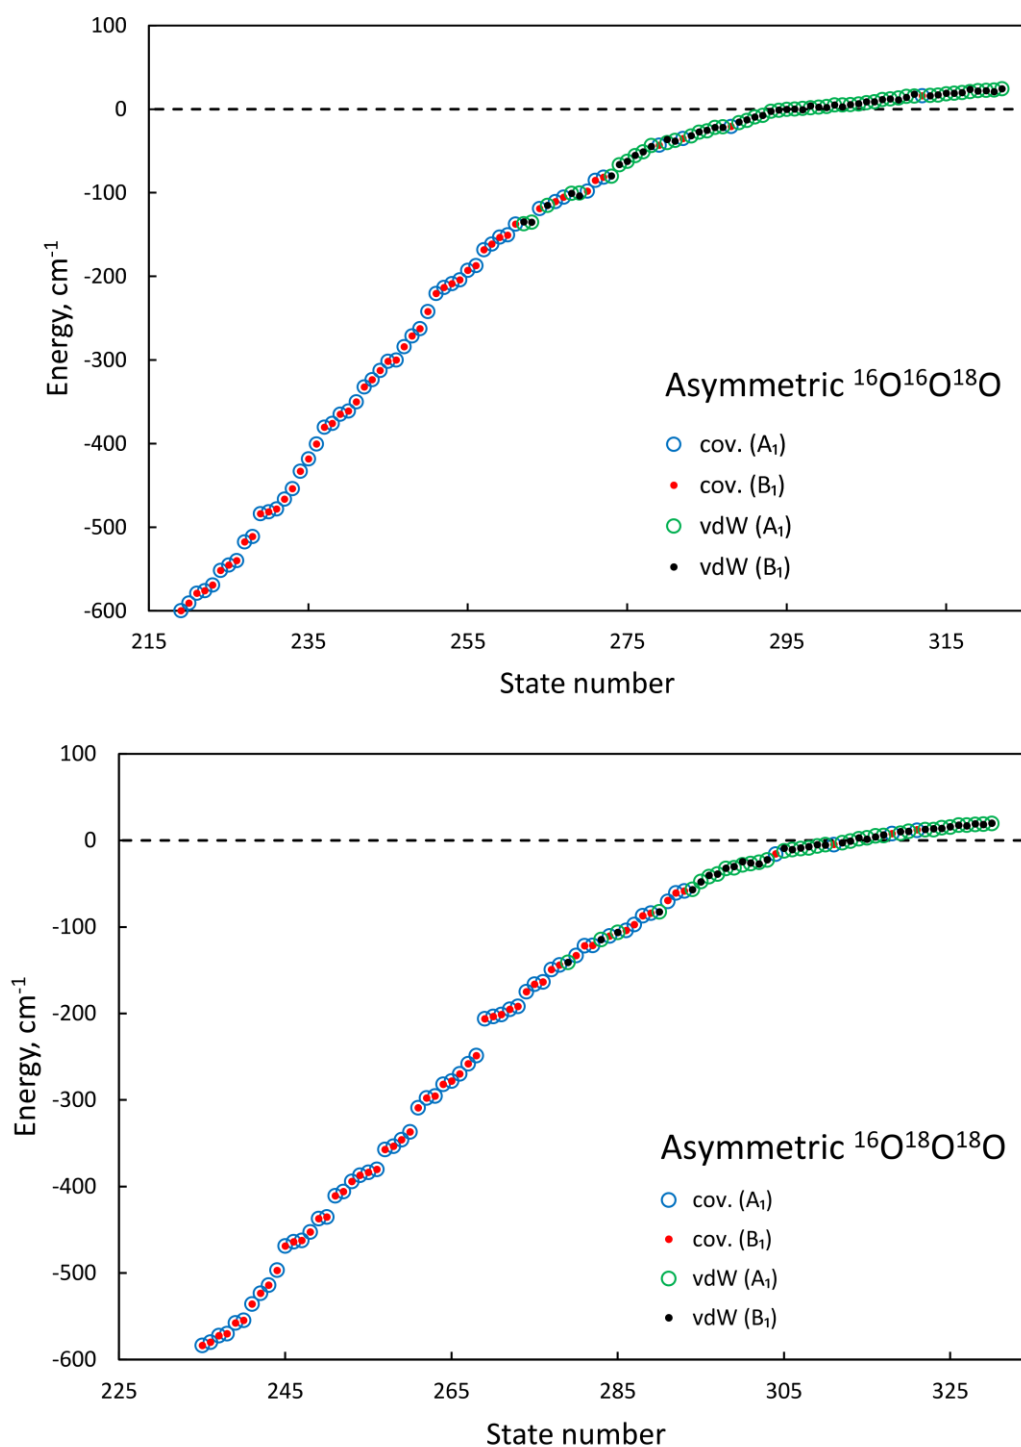 100
0
-100
-200
-300
-400
-500
-600
Energy, cm⁻¹
215 235 255 275 295 315
State number
Asymmetric ¹⁶O¹⁶O¹⁸O
cov. (A₁)
cov. (B₁)
vdW (A₁)
vdW (B₁)
100
0
-100
-200
-300
-400
-500
-600
Energy, cm⁻¹
225 245 265 285 305 325
State number
Asymmetric ¹⁶O¹⁸O¹⁸O
cov. (A₁)
cov. (B₁)
vdW (A₁)
vdW (B₁)